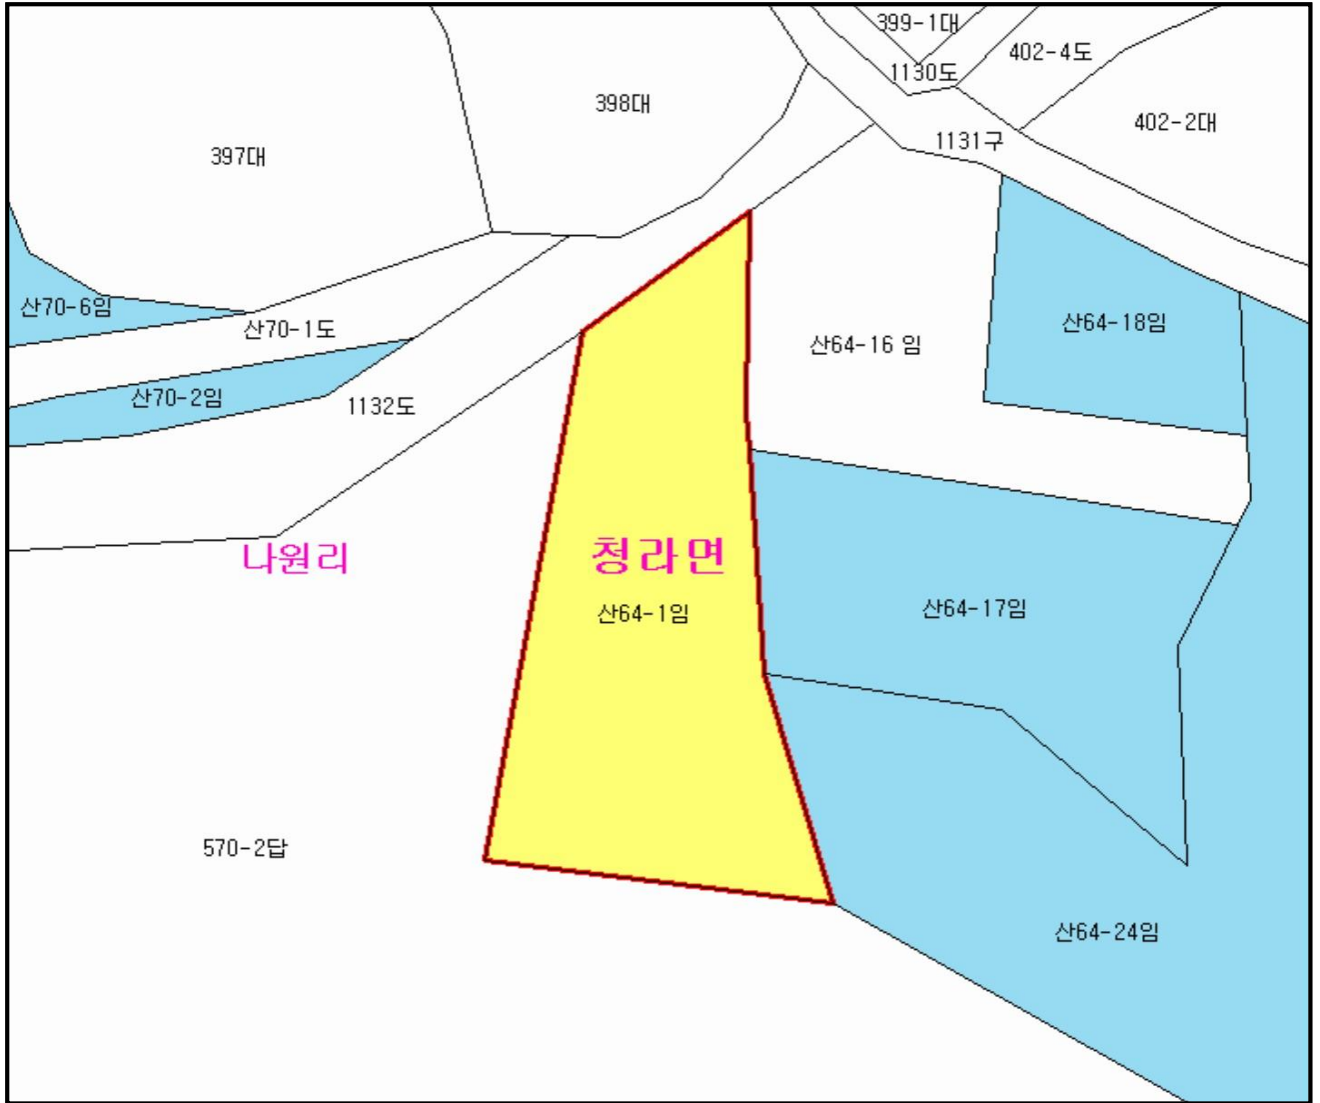 399-1대
402-4도
1130도
398대
402-2대
1131구
397대
산70-6임
산64-18임
산70-1도
산64-16 임
산70-2임
1132도
나원리
청라면
산64-1임
산64-17임
570-2답
산64-24임